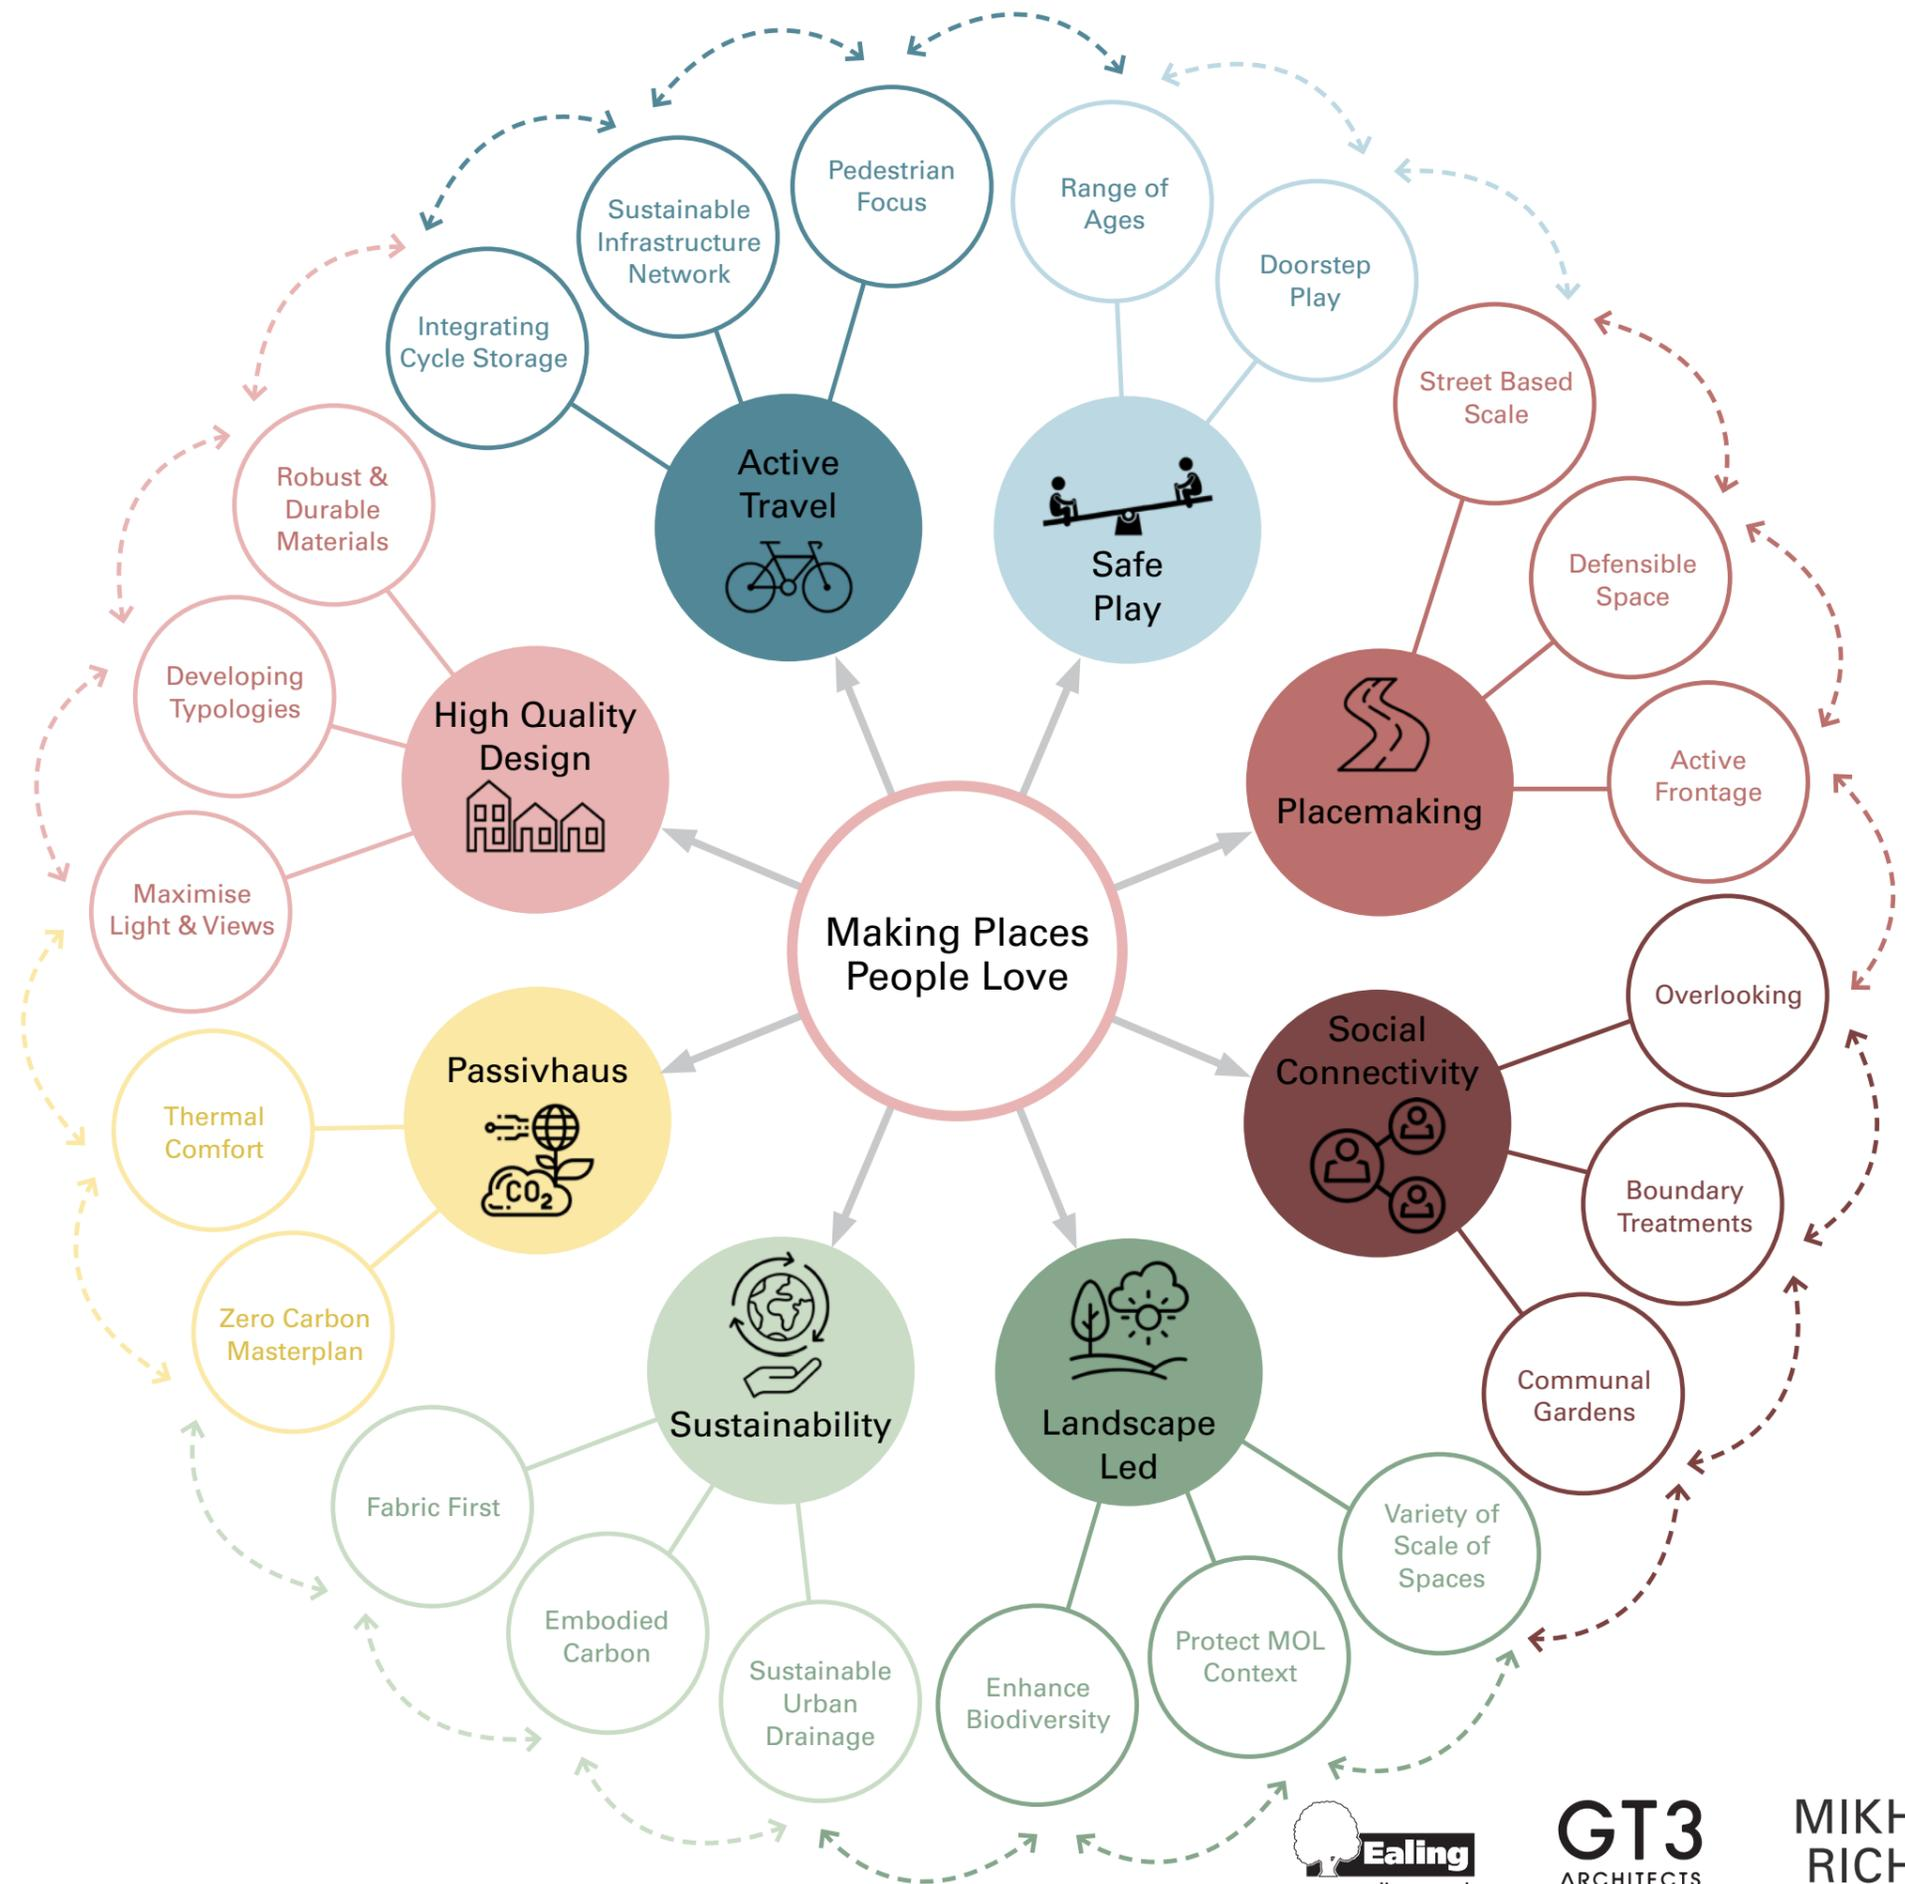 Pedestrian
Focus
Range of
Ages
Sustainable
Infrastructure
Network
Doorstep
Play
Integrating
Cycle Storage
Street Based
Scale
Active
Travel
Safe
Play
Robust &
Durable
Materials
Defensible
Space
Developing
Typologies
High Quality
Design
Placemaking
Active
Frontage
Maximise
Light & Views
Making Places
People Love
Overlooking
Social
Connectivity
Passivhaus
CO₂
Thermal
Comfort
Boundary
Treatments
Zero Carbon
Masterplan
Communal
Gardens
Sustainability
Landscape
Led
Fabric First
Variety of
Scale of
Spaces
Embodied
Carbon
Protect MOL
Context
Sustainable
Urban
Drainage
Enhance
Biodiversity
Ealing
GT3
ARCHITECTS